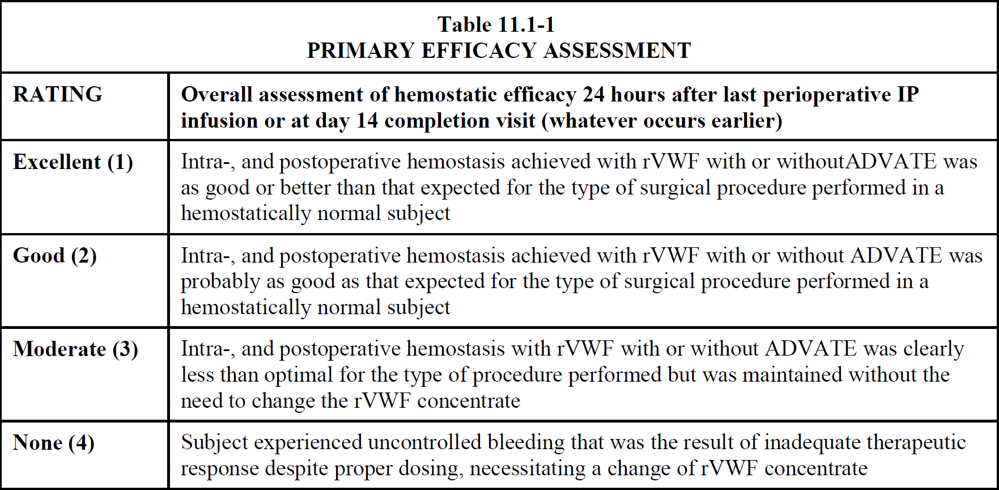 Table 11.1-1
PRIMARY EFFICACY ASSESSMENT
RATING
Overall assessment of hemostatic efficacy 24 hours after last perioperative IP
infusion or at day 14 completion visit (whatever occurs earlier)
Excellent (1)
Intra-, and postoperative hemostasis achieved with rVWF with or withoutADVATE was
as good or better than that expected for the type of surgical procedure performed in a
hemostatically normal subject
Good (2)
Intra-, and postoperative hemostasis achieved with rVWF with or without ADVATE was
probably as good as that expected for the type of surgical procedure performed in a
hemostatically normal subject
Moderate (3)
Intra-, and postoperative hemostasis with rVWF with or without ADVATE was clearly
less than optimal for the type of procedure performed but was maintained without the
need to change the rVWF concentrate
None (4)
Subject experienced uncontrolled bleeding that was the result of inadequate therapeutic
response despite proper dosing, necessitating a change of rVWF concentrate